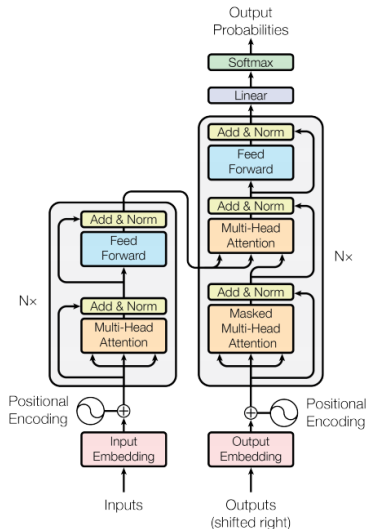 Output
Probabilities
Softmax
Linear
Add & Norm
Feed
Forward
Add & Norm
Multi-Head
Attention
Add & Norm
Masked
Multi-Head
Attention
Nx
Add & Norm
Feed
Forward
Add & Norm
Multi-Head
Attention
Nx
Positional
Encoding
Input
Embedding
Inputs
Positional
Encoding
Output
Embedding
Outputs
(shifted right)